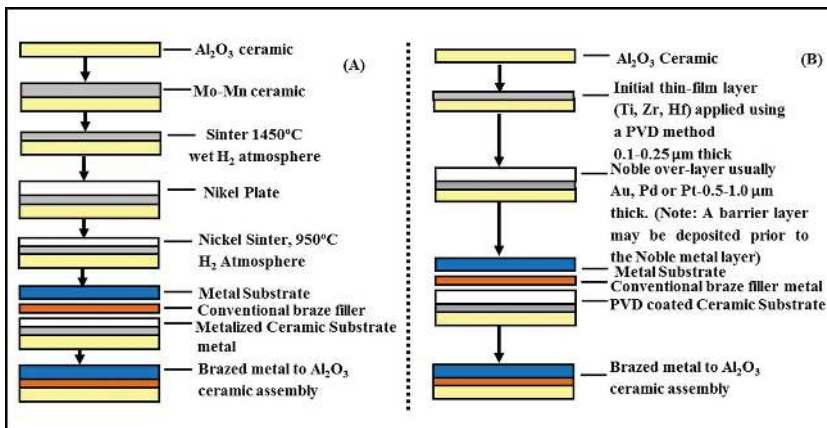 Al₂O₃ ceramic
(A)
Mo-Mn ceramic
Sinter 1450°C
wet H₂ atmosphere
Nikel Plate
Nickel Sinter, 950°C
H₂ Atmosphere
Metal Substrate
Conventional braze filler
Metalized Ceramic Substrate
metal
Brazed metal to Al₂O₃
ceramic assembly
Al₂O₃ Ceramic
(B)
Initial thin-film layer
(Ti, Zr, Hf) applied using
a PVD method
0.1-0.25 µm thick
Noble over-layer usually
Au, Pd or Pt-0.5-1.0 µm
thick. (Note: A barrier layer
may be deposited prior to
the Noble metal layer)
Metal Substrate
Conventional braze filler metal
PVD coated Ceramic Substrate
Brazed metal to Al₂O₃
ceramic assembly